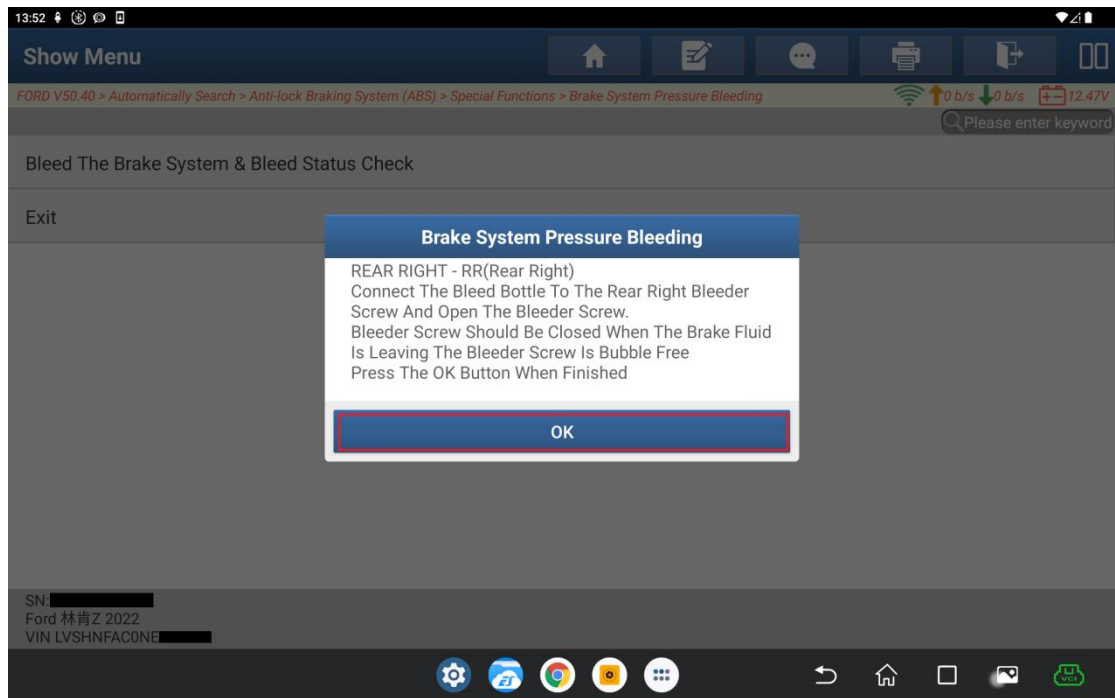 13:52
Show Menu
FORD V50.40 > Automatically Search > Anti-lock Braking System (ABS) > Special Functions > Brake System Pressure Bleeding
0 b/s 0 b/s 12.47V
Please enter keyword
Bleed The Brake System & Bleed Status Check
Exit
Brake System Pressure Bleeding
REAR RIGHT - RR(Rear Right)
Connect The Bleed Bottle To The Rear Right Bleeder
Screw And Open The Bleeder Screw.
Bleeder Screw Should Be Closed When The Brake Fluid
Is Leaving The Bleeder Screw Is Bubble Free
Press The OK Button When Finished
OK
SN:
Ford 林肯Z 2022
VIN LVSHNFAC0NE
ES
VCI